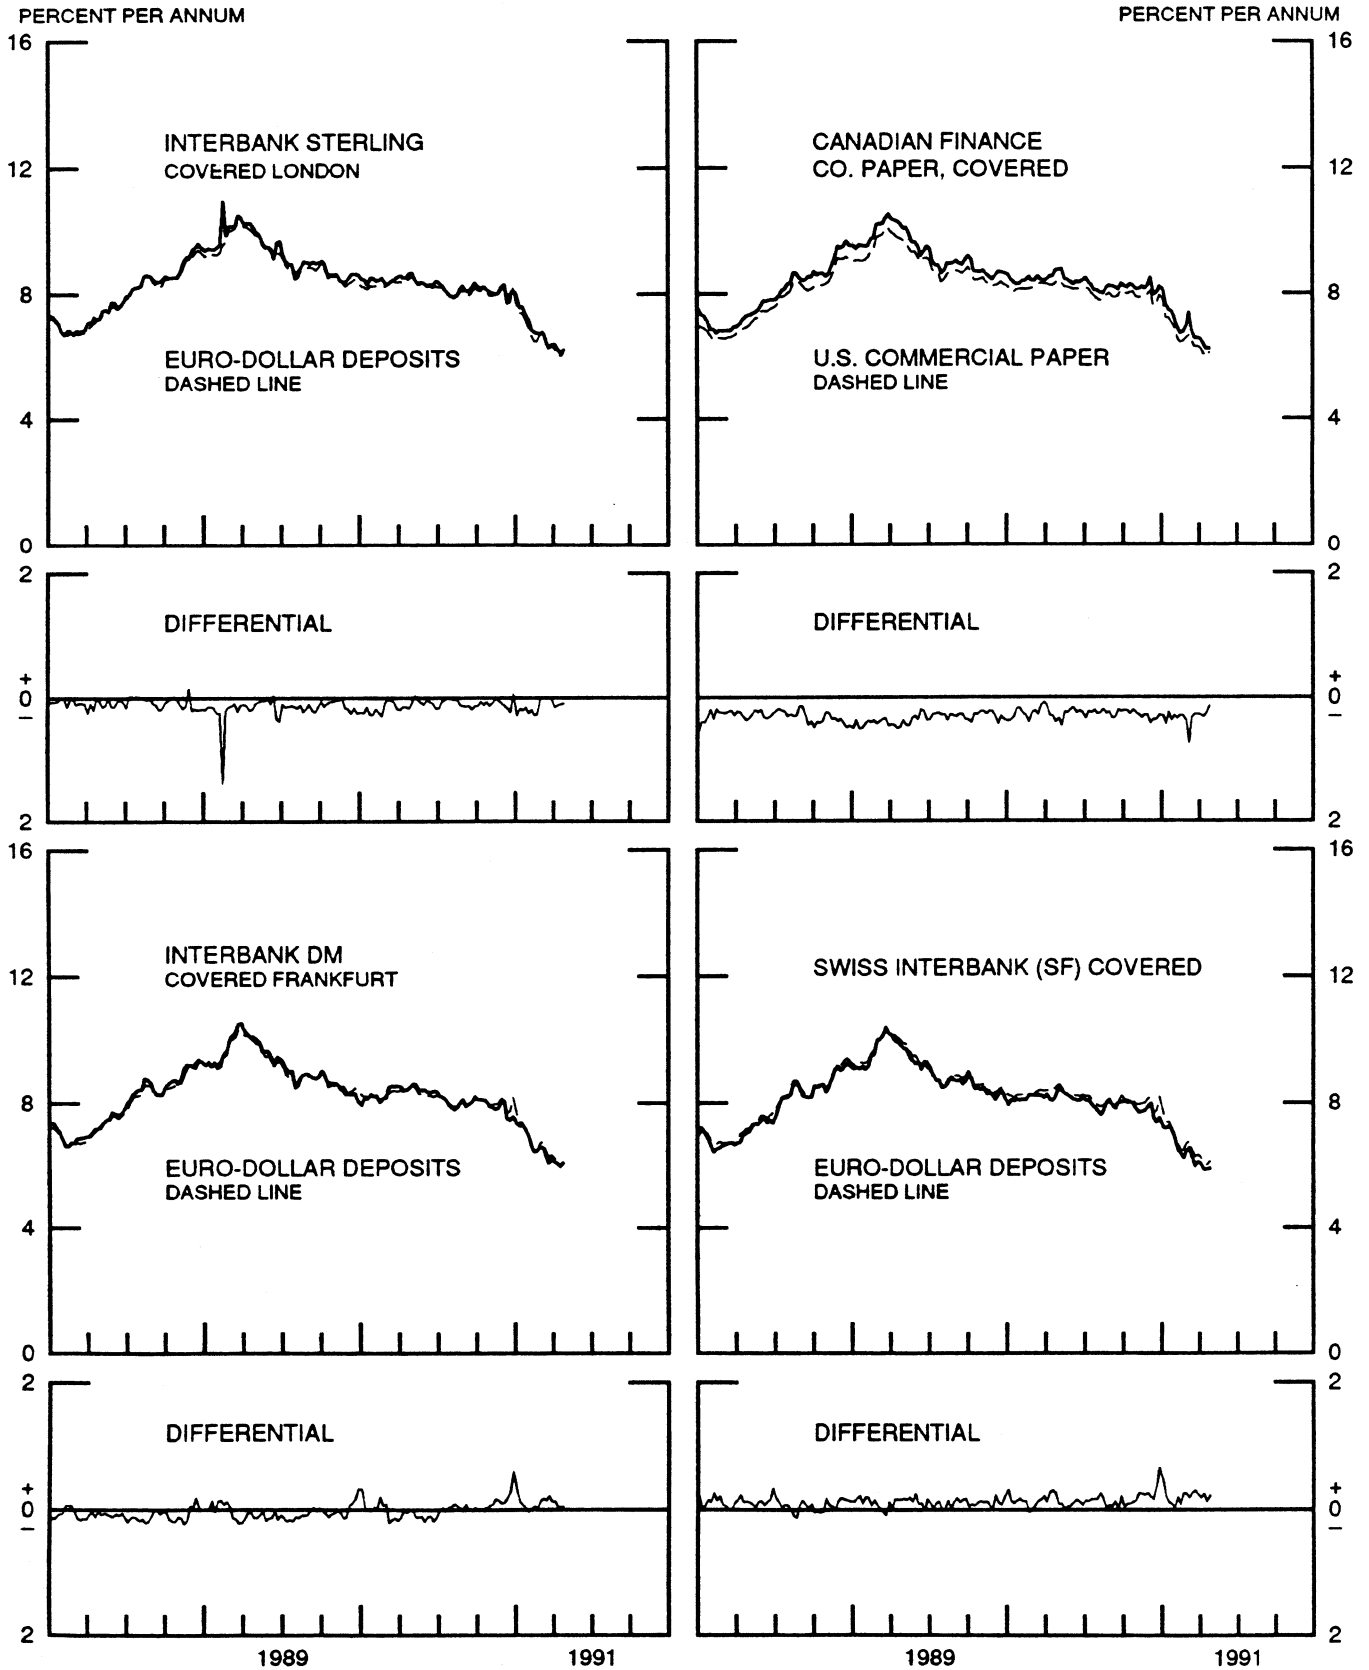 PERCENT PER ANNUM
PERCENT PER ANNUM
16
12
8
4
0
INTERBANK STERLING
COVERED LONDON
EURO-DOLLAR DEPOSITS
DASHED LINE
CANADIAN FINANCE
CO. PAPER, COVERED
U.S. COMMERCIAL PAPER
DASHED LINE
16
12
8
4
0
2
+
0
–
2
DIFFERENTIAL
DIFFERENTIAL
2
+
0
–
2
16
12
8
4
0
INTERBANK DM
COVERED FRANKFURT
EURO-DOLLAR DEPOSITS
DASHED LINE
SWISS INTERBANK (SF) COVERED
EURO-DOLLAR DEPOSITS
DASHED LINE
16
12
8
4
0
2
+
0
–
2
DIFFERENTIAL
DIFFERENTIAL
2
+
0
–
2
1989
1991
1989
1991